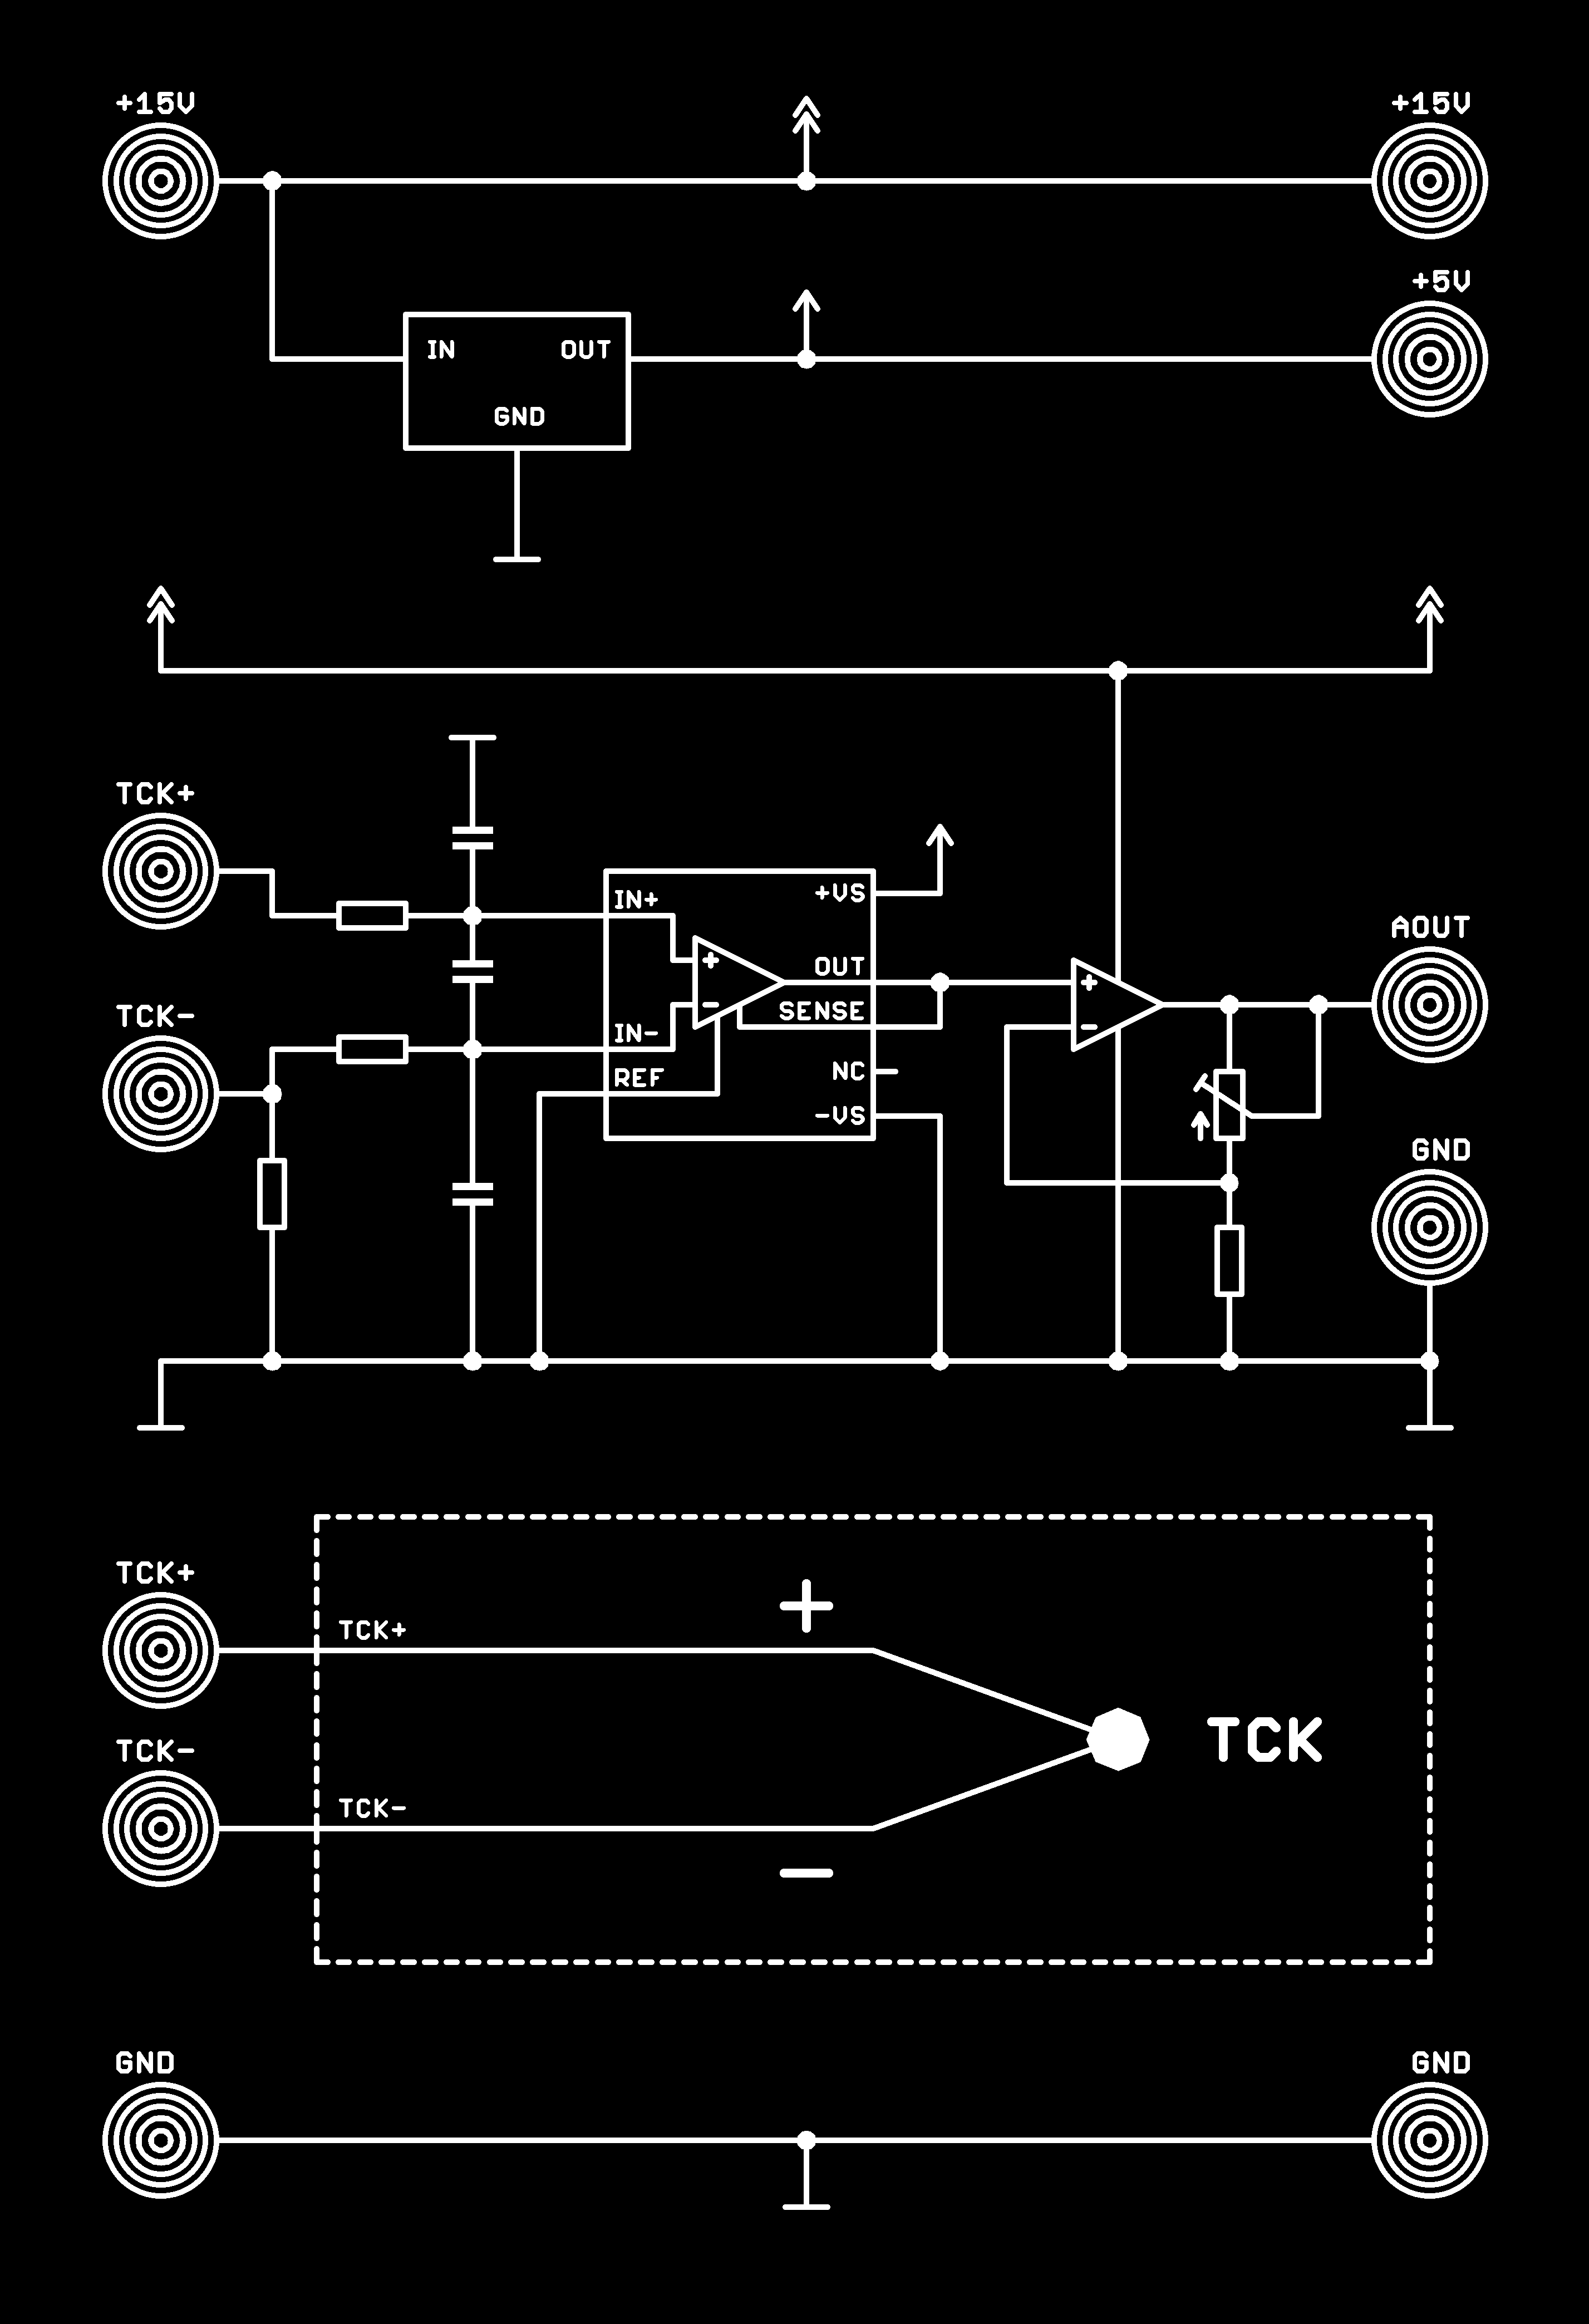 +15V
+15V
+5V
IN OUT
GND
TCK+
IN+ +VS
+
OUT
AOUT
TCK-
SENSE
-
IN-
+
-
REF
NC
-VS
GND
TCK+
+
TCK+
TCK
TCK-
TCK-
-
GND
GND